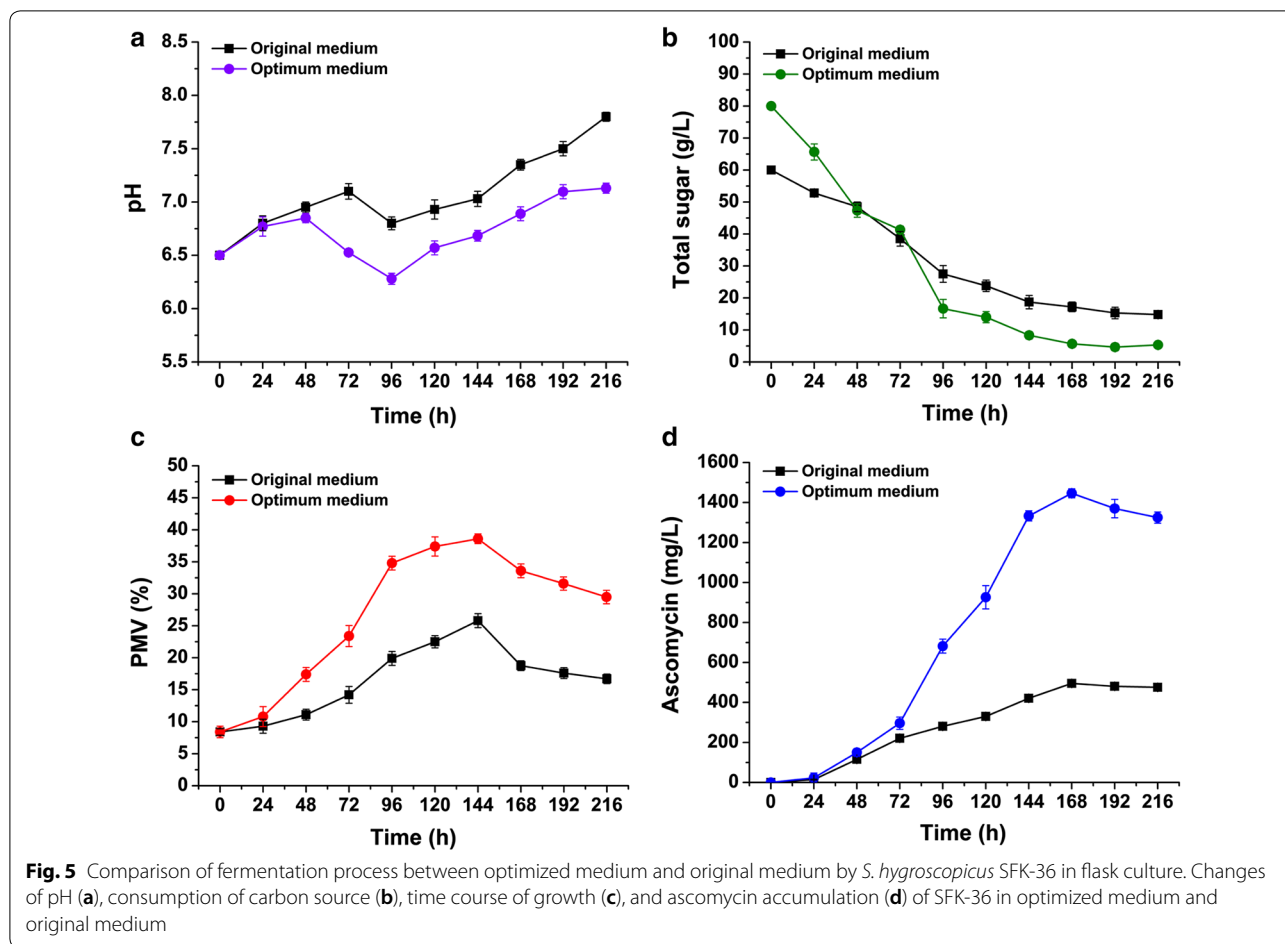 a
8.5
8.0
7.5
7.0
6.5
6.0
5.5
pH
Original medium
Optimum medium
0 24 48 72 96 120 144 168 192 216
Time (h)
b
100
90
80
70
60
50
40
30
20
10
0
Total sugar (g/L)
Original medium
Optimum medium
0 24 48 72 96 120 144 168 192 216
Time (h)
c
50
45
40
35
30
25
20
15
10
5
0
PMV (%)
Original medium
Optimum medium
0 24 48 72 96 120 144 168 192 216
Time (h)
d
1600
1400
1200
1000
800
600
400
200
0
Ascomycin (mg/L)
Original medium
Optimum medium
0 24 48 72 96 120 144 168 192 216
Time (h)
Fig. 5 Comparison of fermentation process between optimized medium and original medium by S. hygroscopicus SFK-36 in flask culture. Changes
of pH (a), consumption of carbon source (b), time course of growth (c), and ascomycin accumulation (d) of SFK-36 in optimized medium and
original medium